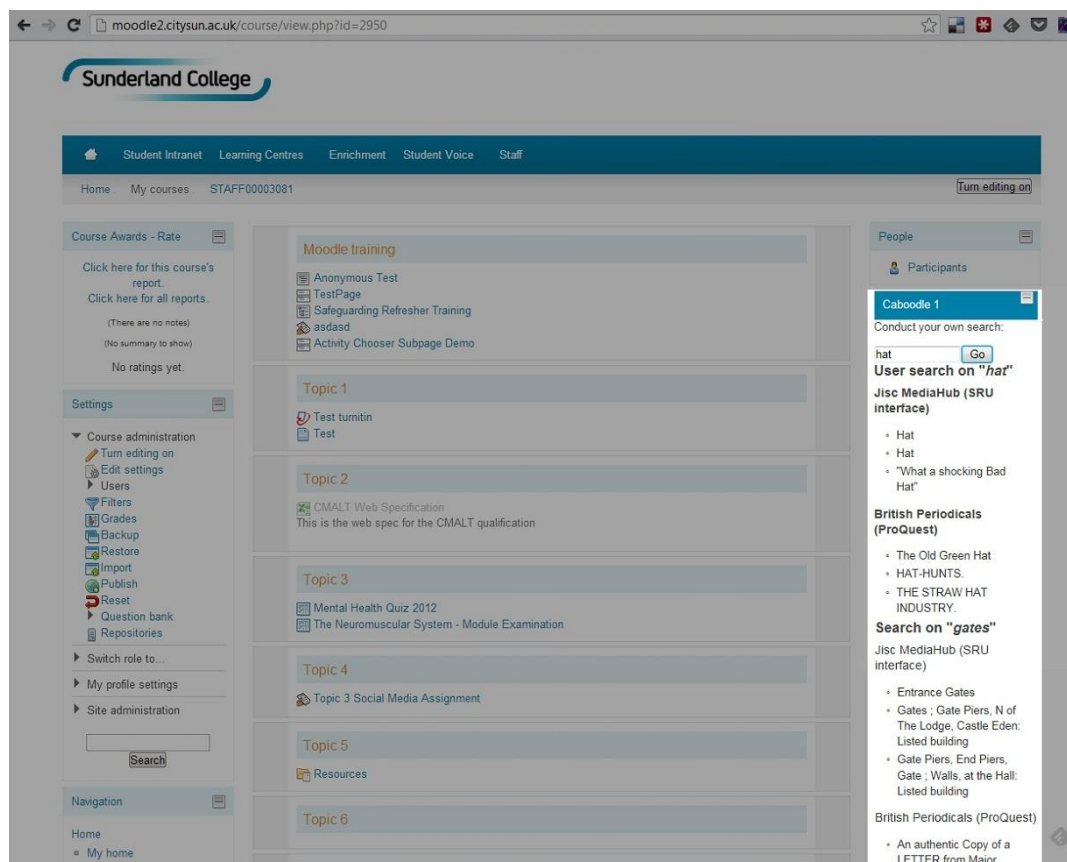 moodle2.citysun.ac.uk/course/view.php?id=2950
Sunderland College
Student Intranet Learning Centres Enrichment Student Voice Staff
Home My courses STAFF00003081 Turn editing on
Course Awards - Rate
Click here for this course's
report.
Click here for all reports.
(There are no notes)
(No summary to show)
No ratings yet.
Settings
Course administration
Turn editing on
Edit settings
Users
Filters
Grades
Backup
Restore
Import
Publish
Reset
Question bank
Repositories
Switch role to...
My profile settings
Site administration
Search
Navigation
Home
My home
Moodle training
Anonymous Test
TestPage
Safeguarding Refresher Training
asdasd
Activity Chooser Subpage Demo
Topic 1
Test turnitin
Test
Topic 2
CMALT Web Specification
This is the web spec for the CMALT qualification
Topic 3
Mental Health Quiz 2012
The Neuromuscular System - Module Examination
Topic 4
Topic 3 Social Media Assignment
Topic 5
Resources
Topic 6
People
Participants
Caboodle 1
Conduct your own search:
hat Go
User search on "hat"
Jisc MediaHub (SRU
interface)
Hat
Hat
"What a shocking Bad
Hat"
British Periodicals
(ProQuest)
The Old Green Hat
HAT-HUNTS.
THE STRAW HAT
INDUSTRY.
Search on "gates"
Jisc MediaHub (SRU
interface)
Entrance Gates
Gates ; Gate Piers, N of
The Lodge, Castle Eden:
Listed building
Gate Piers, End Piers,
Gate ; Walls, at the Hall:
Listed building
British Periodicals (ProQuest)
An authentic Copy of a
LETTER from Major